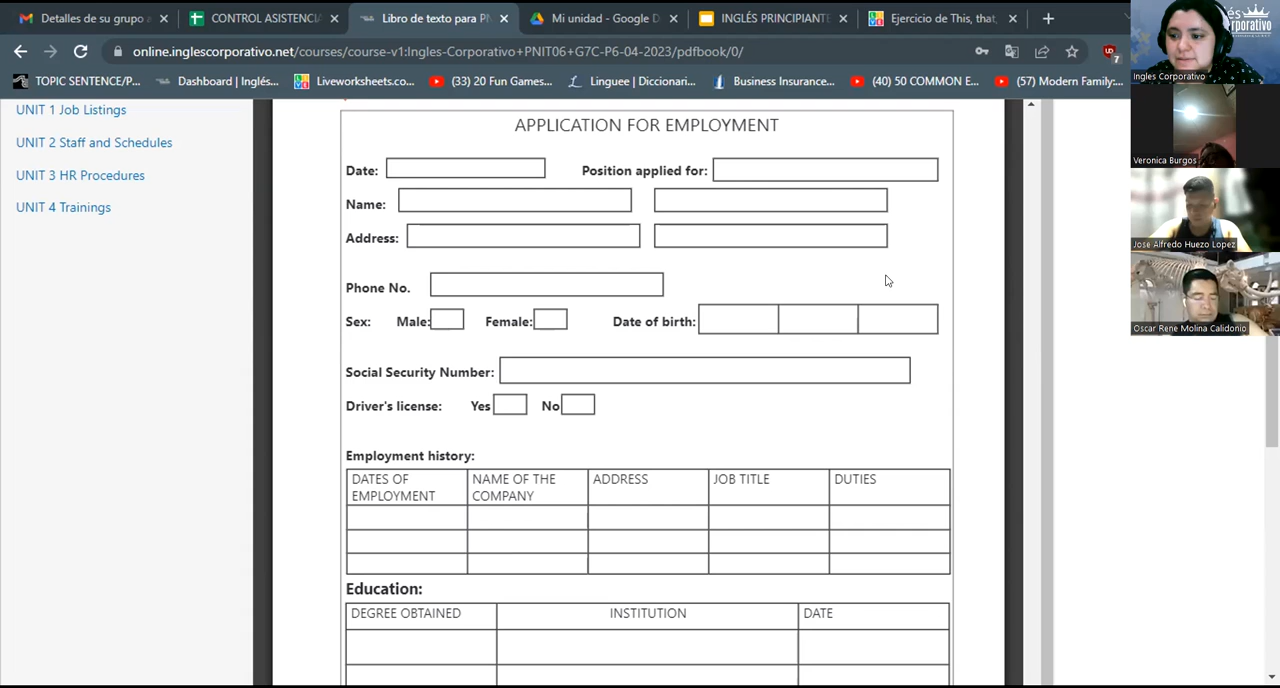 Detalles de su grupo a
CONTROL ASISTENCIA
Libro de texto para PN
Mi unidad - Google D
INGLÉS PRINCIPIANTE
Ejercicio de This, that,
online.inglescorporativo.net/courses/course-v1:Ingles-Corporativo+PNIT06+G7C-P6-04-2023/pdfbook/0/
TOPIC SENTENCE/P...
Dashboard | Inglés...
Liveworksheets.co...
(33) 20 Fun Games...
Linguee | Diccionari...
Business Insurance...
(40) 50 COMMON E...
(57) Modern Family:...
7
Ingles Corporativo
Veronica Burgos
Jose Alfredo Huezo Lopez
Oscar Rene Molina Calidonio
UNIT 1 Job Listings
UNIT 2 Staff and Schedules
UNIT 3 HR Procedures
UNIT 4 Trainings
APPLICATION FOR EMPLOYMENT
Date: Position applied for:
Name:
Address:
Phone No.
Sex: Male: Female: Date of birth:
Social Security Number:
Driver's license: Yes No
Employment history:
DATES OF EMPLOYMENT NAME OF THE COMPANY ADDRESS JOB TITLE DUTIES
Education:
DEGREE OBTAINED INSTITUTION DATE